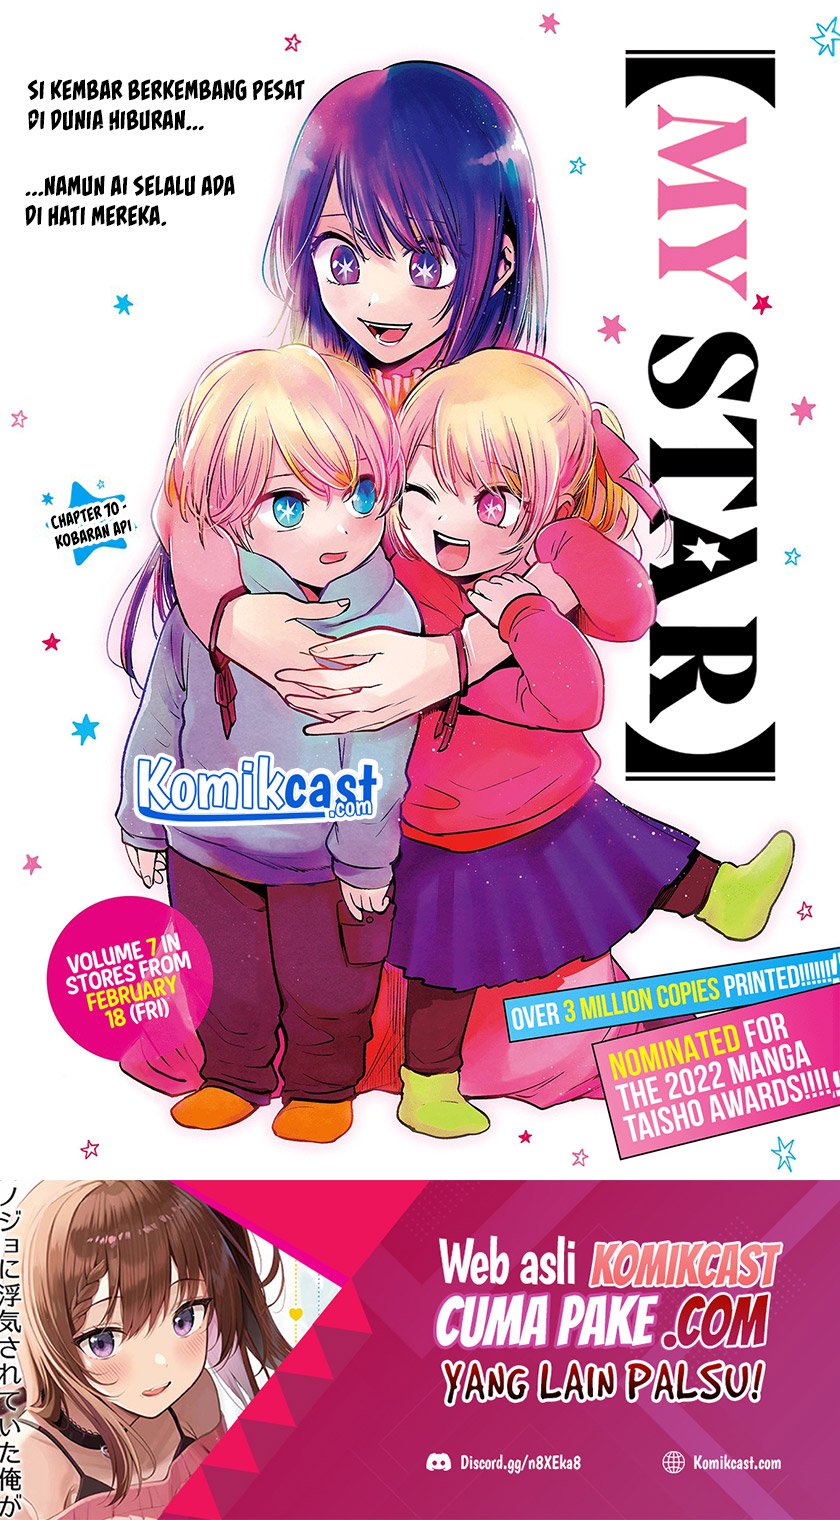 SI KEMBAR BERKEMBANG PESAT
DI DUNIA HIBURAN...
...NAMUN AI SELALU ADA
DI HATI MEREKA.
【MY STAR】
CHAPTER 70 -
KOBARAN API
Komikcast
.com
VOLUME 7 IN
STORES FROM
FEBRUARY
18 (FRI)
OVER 3 MILLION COPIES PRINTED!!!!!!!
NOMINATED FOR
THE 2022 MANGA
TAISHO AWARDS!!!!!
ノジョに浮気されていた俺が
Web asli KOMIKCAST
CUMA PAKE .COM
YANG LAIN PALSU!
Discord.gg/n8XEka8
Komikcast.com